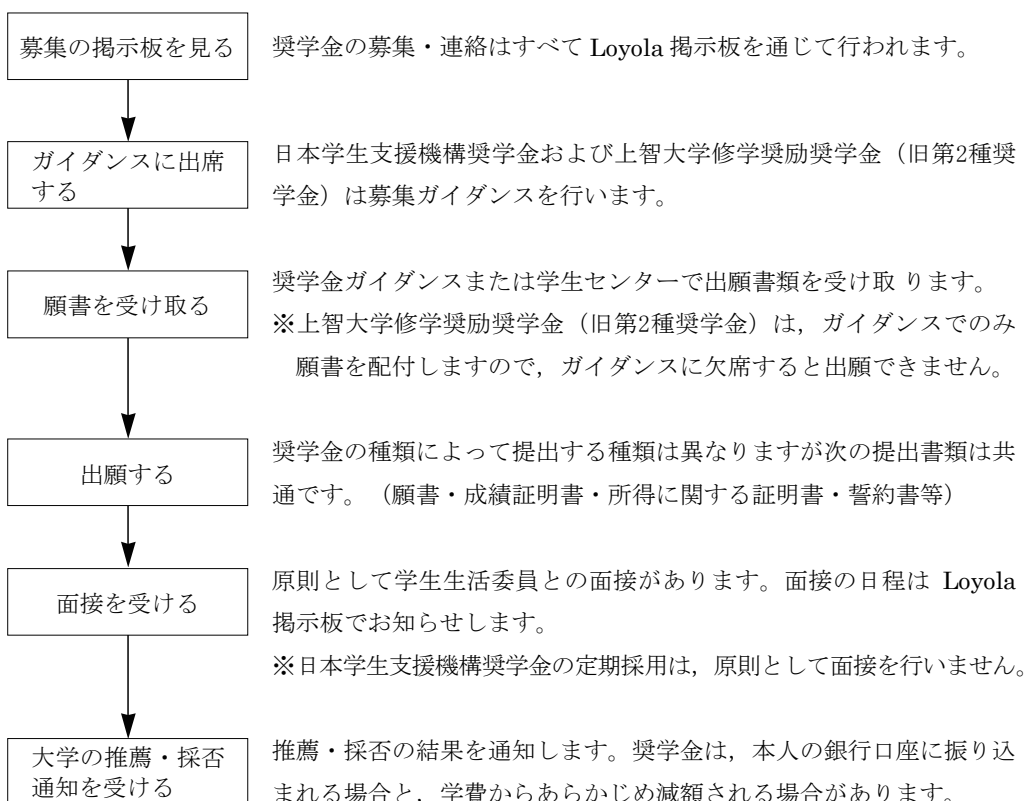 募集の掲示板を見る
奨学金の募集・連絡はすべて Loyola 掲示板を通じて行われます。
ガイダンスに出席
する
日本学生支援機構奨学金および上智大学修学奨励奨学金（旧第2種奨
学金）は募集ガイダンスを行います。
願書を受け取る
奨学金ガイダンスまたは学生センターで出願書類を受け取 ります。
※上智大学修学奨励奨学金（旧第2種奨学金）は，ガイダンスでのみ
願書を配付しますので，ガイダンスに欠席すると出願できません。
出願する
奨学金の種類によって提出する種類は異なりますが次の提出書類は共
通です。（願書・成績証明書・所得に関する証明書・誓約書等）
面接を受ける
原則として学生生活委員との面接があります。面接の日程は Loyola
掲示板でお知らせします。
※日本学生支援機構奨学金の定期採用は，原則として面接を行いません。
大学の推薦・採否
通知を受ける
推薦・採否の結果を通知します。奨学金は，本人の銀行口座に振り込
まれる場合と，学費からあらかじめ減額される場合があります。